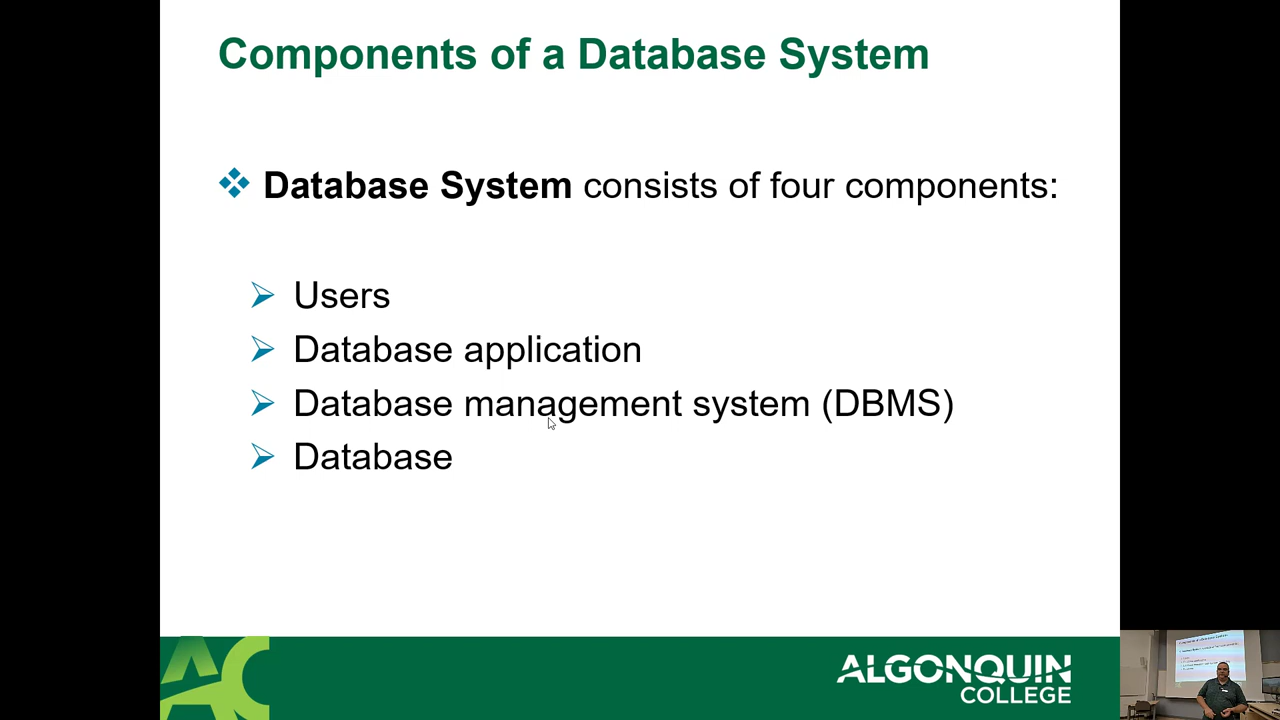 Components of a Database System
Database System consists of four components:
Users
Database application
Database management system (DBMS)
Database
AC
ALGONQUIN
COLLEGE